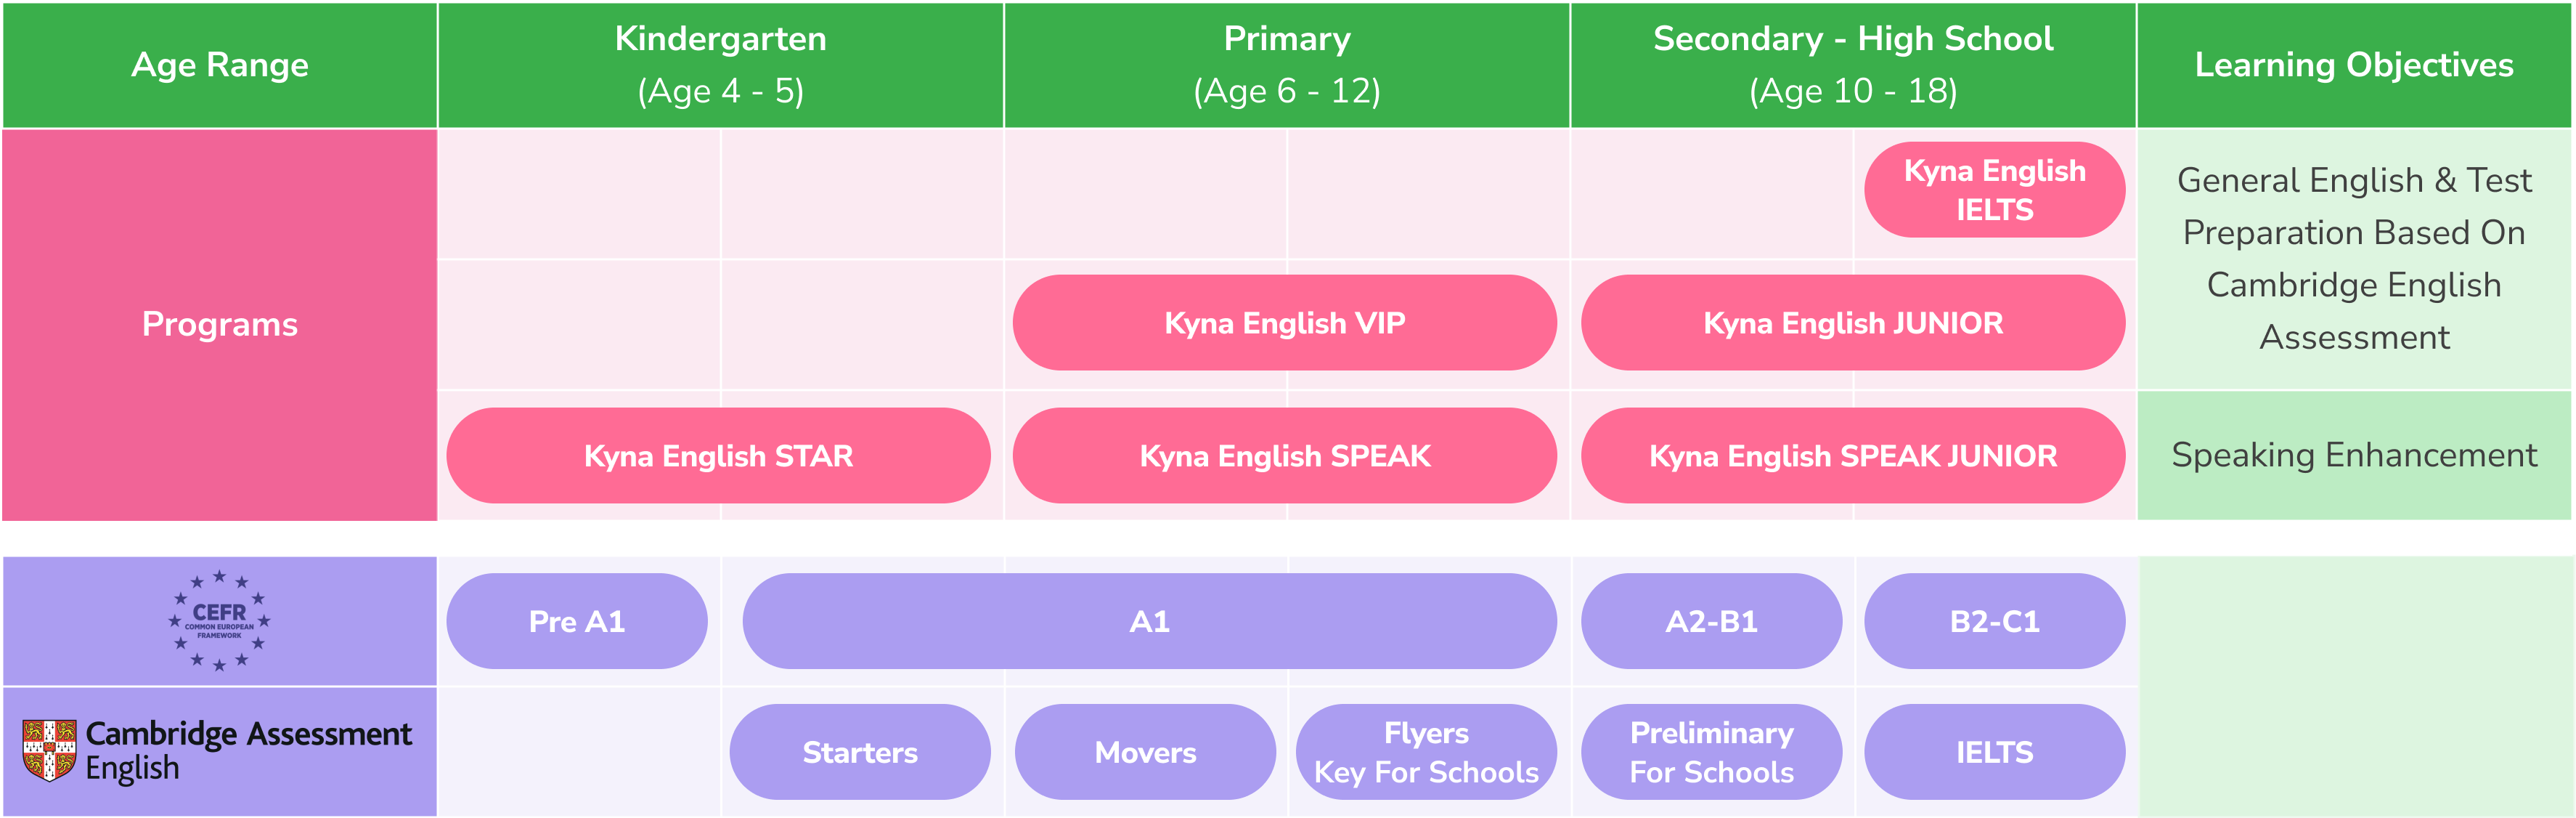 Age Range
Kindergarten
(Age 4 - 5)
Primary
(Age 6 - 12)
Secondary - High School
(Age 10 - 18)
Learning Objectives
Programs
Kyna English
IELTS
General English & Test
Preparation Based On
Cambridge English
Assessment
Kyna English VIP
Kyna English JUNIOR
Kyna English STAR
Kyna English SPEAK
Kyna English SPEAK JUNIOR
Speaking Enhancement
CEFR
COMMON EUROPEAN
FRAMEWORK
Pre A1
A1
A2-B1
B2-C1
Cambridge Assessment
English
Starters
Movers
Flyers
Key For Schools
Preliminary
For Schools
IELTS